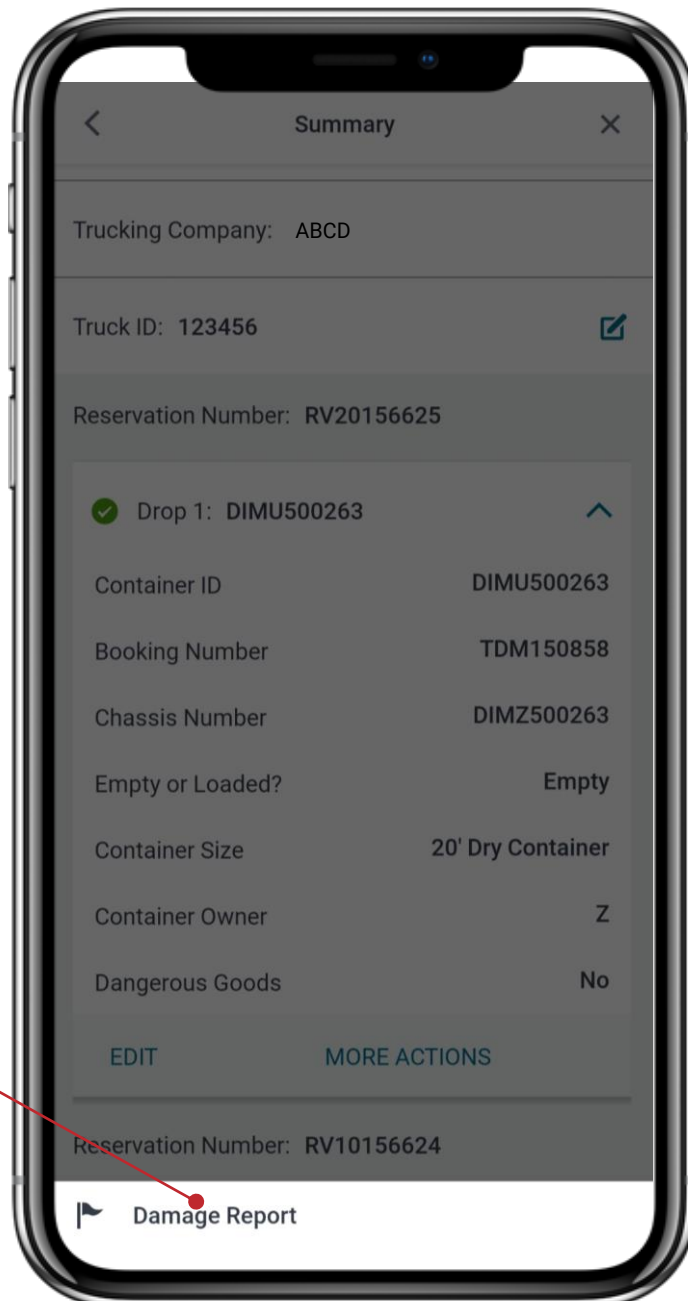 Summary
Trucking Company: ABCD
Truck ID: 123456
Reservation Number: RV20156625
Drop 1: DIMU500263
Container ID DIMU500263
Booking Number TDM150858
Chassis Number DIMZ500263
Empty or Loaded? Empty
Container Size 20' Dry Container
Container Owner Z
Dangerous Goods No
EDIT MORE ACTIONS
Reservation Number: RV10156624
Damage Report